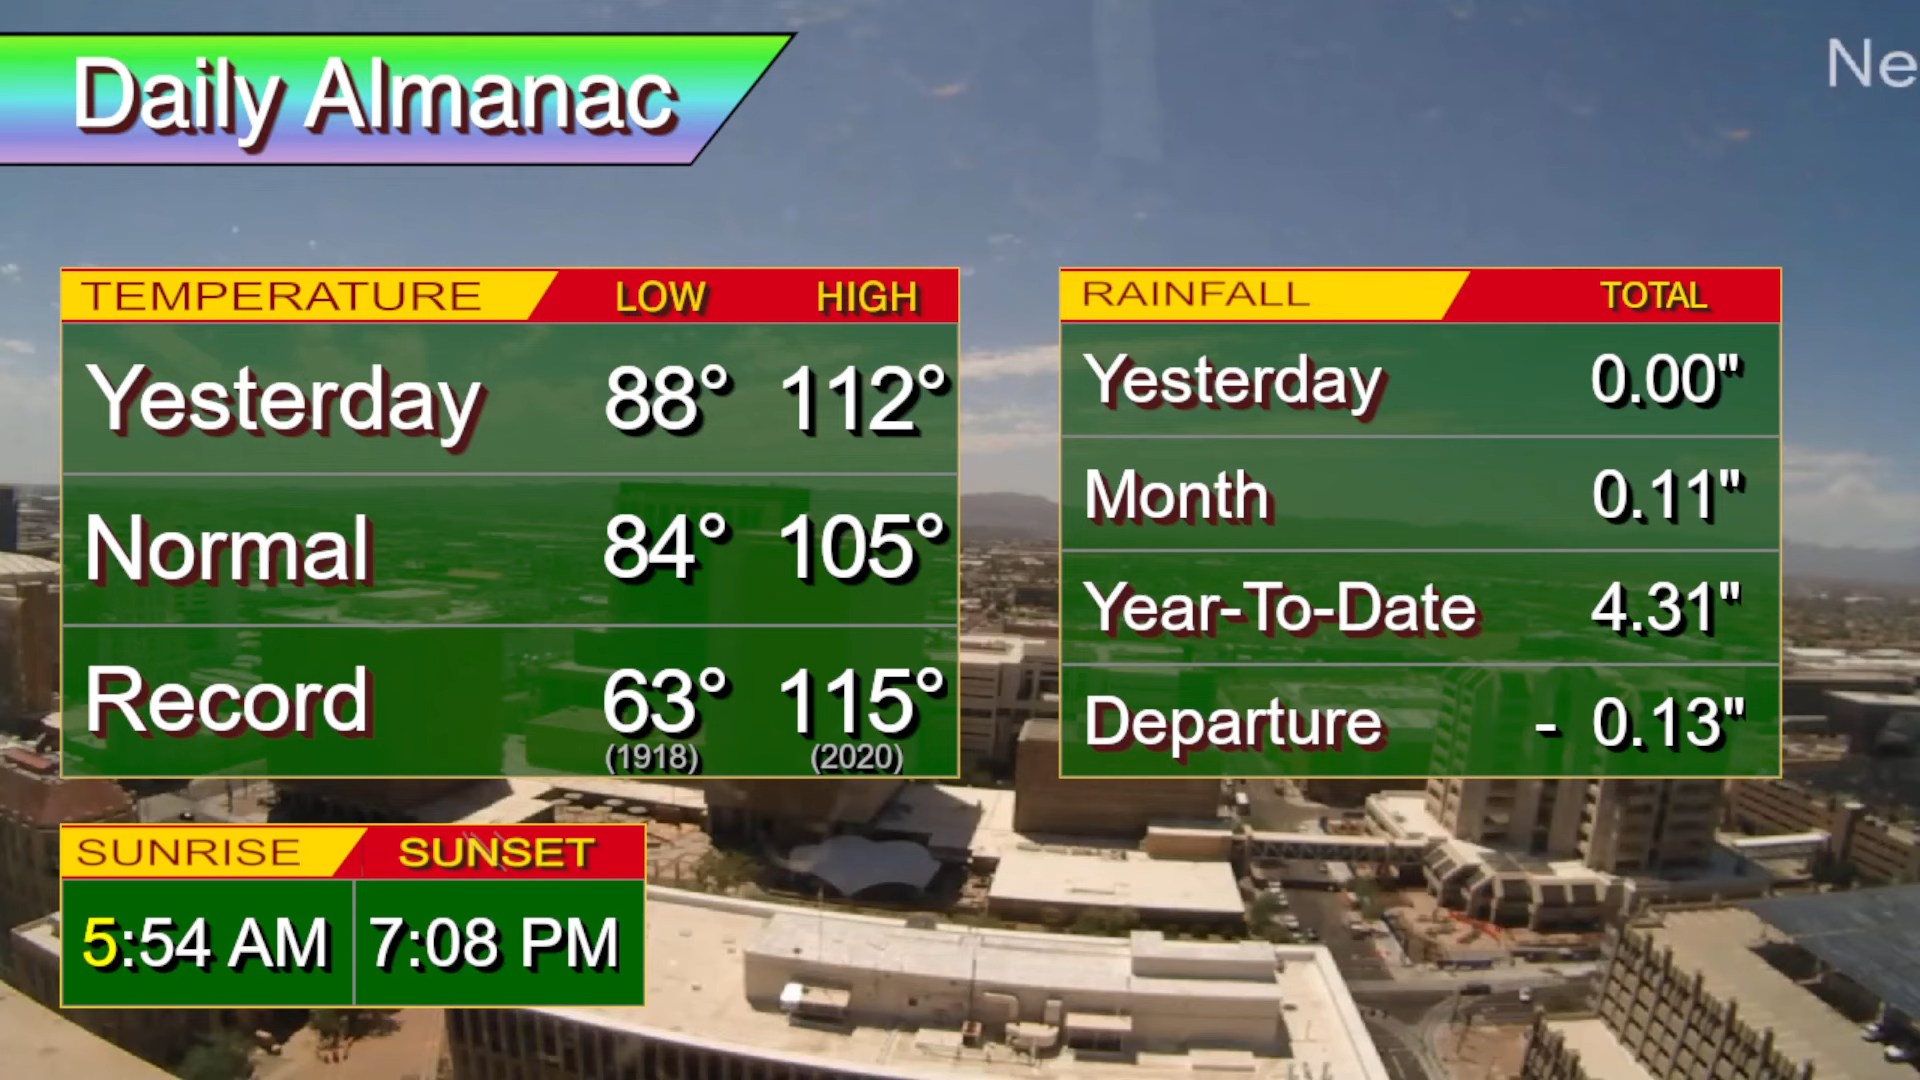 Daily Almanac
Ne
TEMPERATURE LOW HIGH
Yesterday 88° 112°
Normal 84° 105°
Record 63° 115°
(1918) (2020)
RAINFALL TOTAL
Yesterday 0.00"
Month 0.11"
Year-To-Date 4.31"
Departure - 0.13"
SUNRISE SUNSET
5:54 AM 7:08 PM